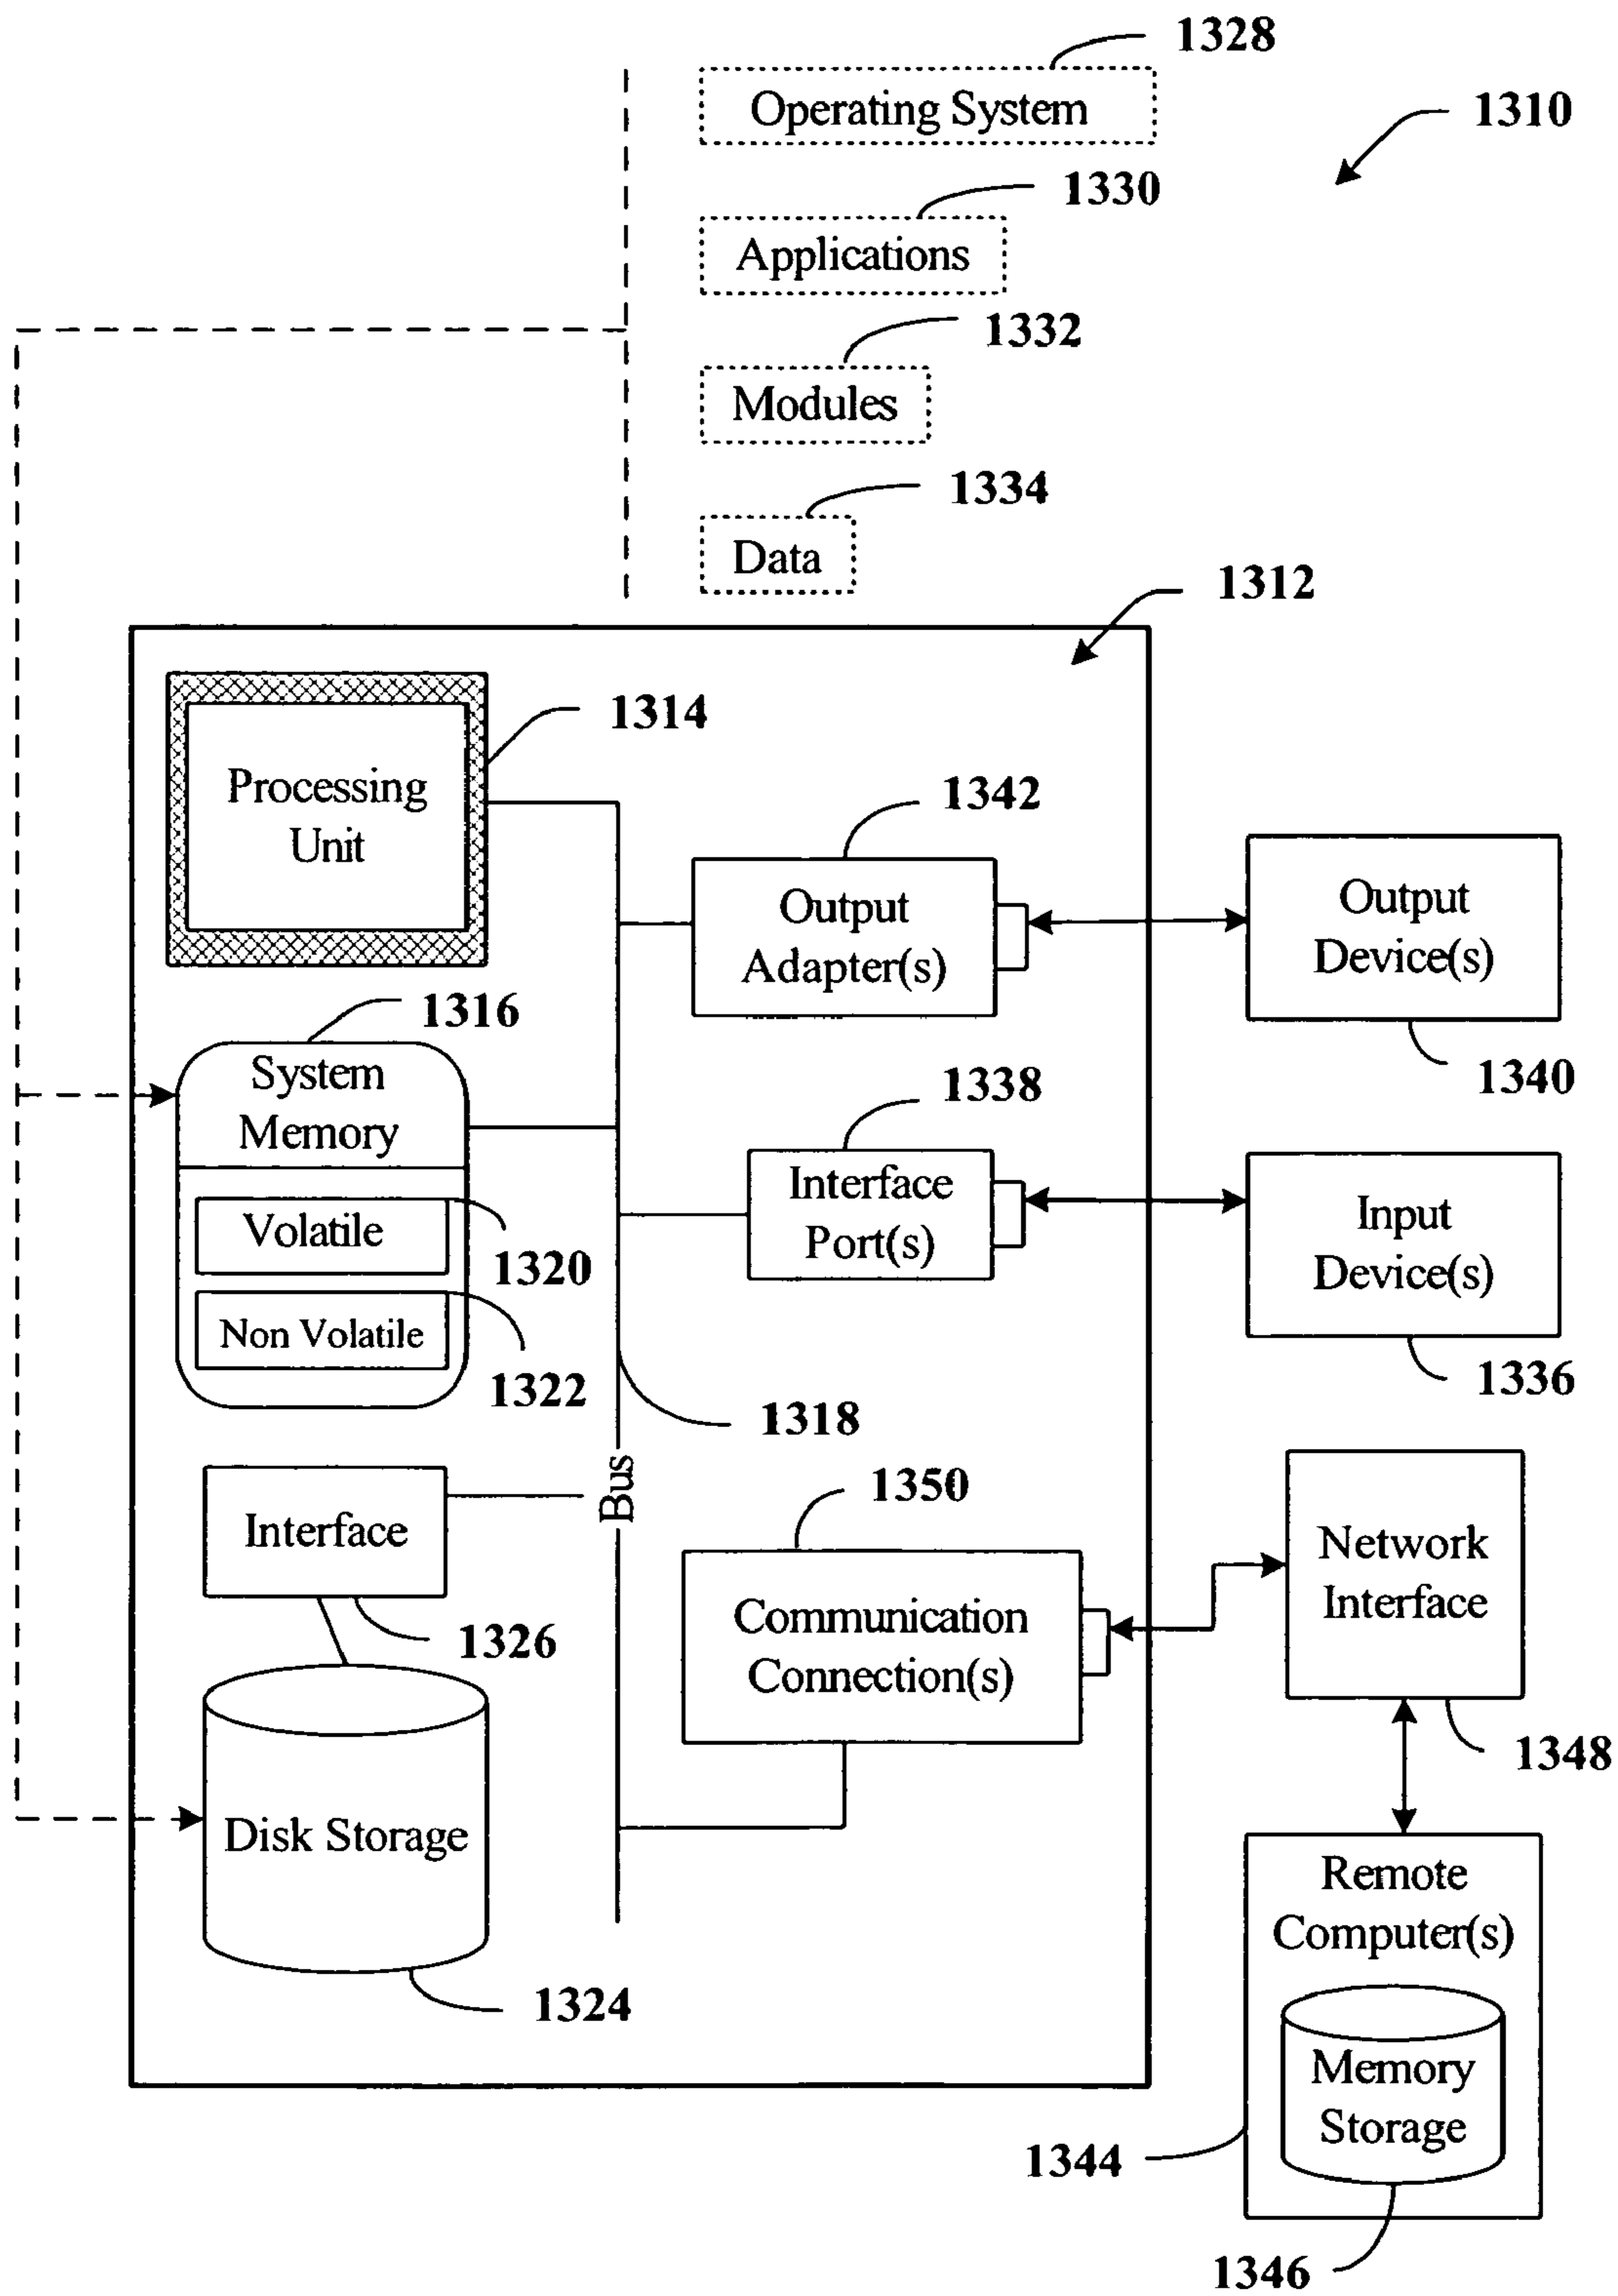 1328
Operating System
1310
1330
Applications
1332
Modules
1334
Data
1312
1314
Processing
Unit
1342
Output
Adapter(s)
Output
Device(s)
1340
1316
System
Memory
1338
Interface
Port(s)
Input
Device(s)
1336
Volatile
1320
Non Volatile
1322
1318
Bus
1350
Interface
1326
Communication
Connection(s)
Network
Interface
1348
Disk Storage
1324
Remote
Computer(s)
Memory
Storage
1344
1346